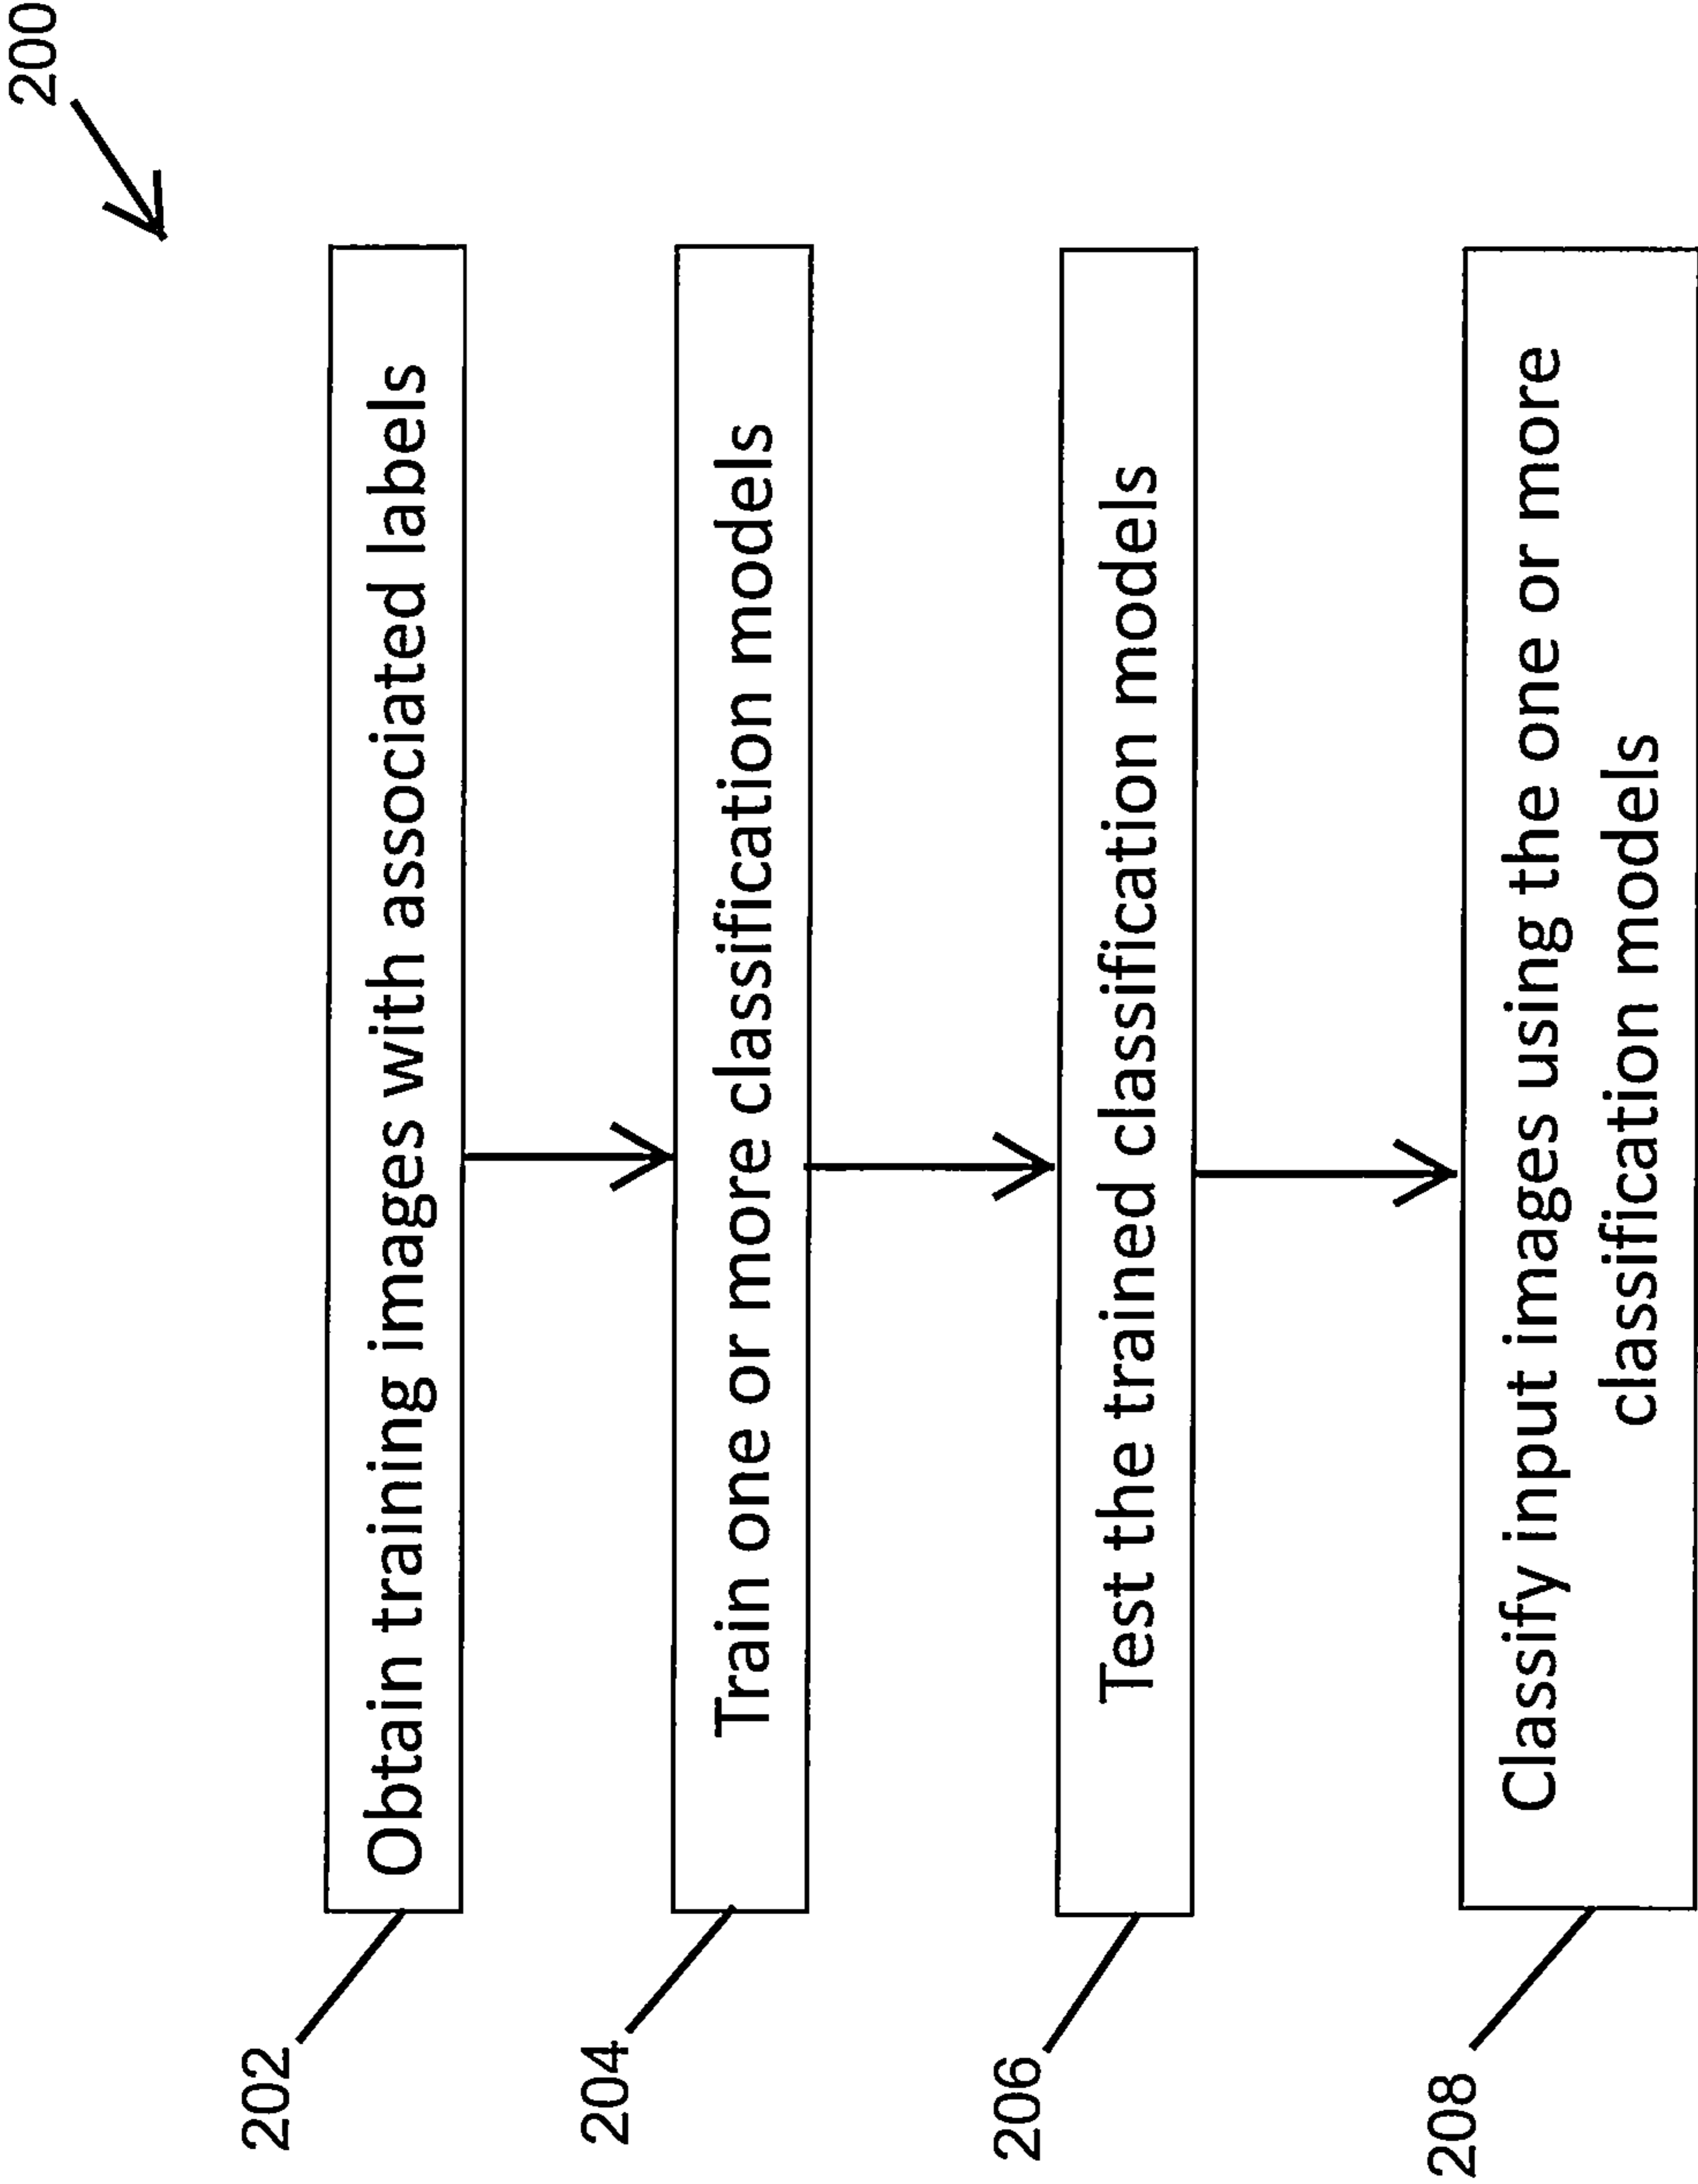 200
202
Obtain training images with associated labels
204
Train one or more classification models
206
Test the trained classification models
208
Classify input images using the one or more
classification models